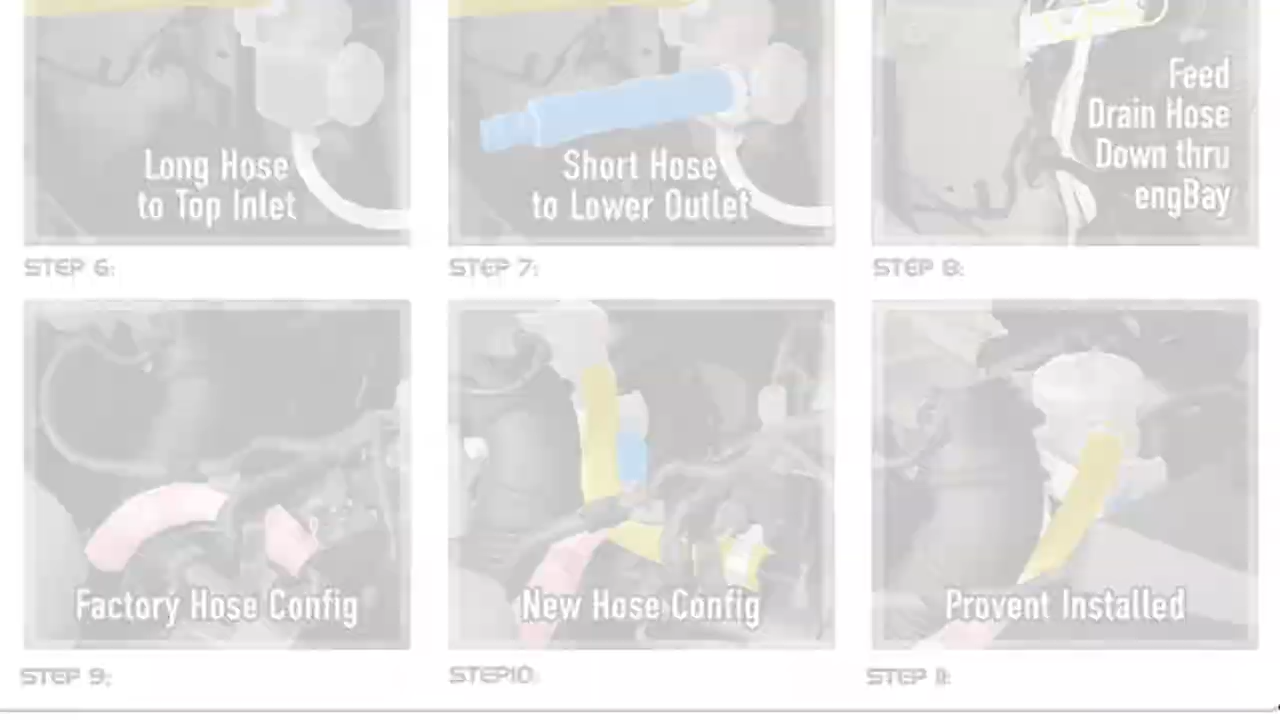 Long Hose
to Top Inlet
Short Hose
to Lower Outlet
Feed
Drain Hose
Down thru
engBay
STEP 6:
STEP 7:
STEP 8:
Factory Hose Config
New Hose Config
Provent Installed
STEP 9:
STEP10:
STEP 11: